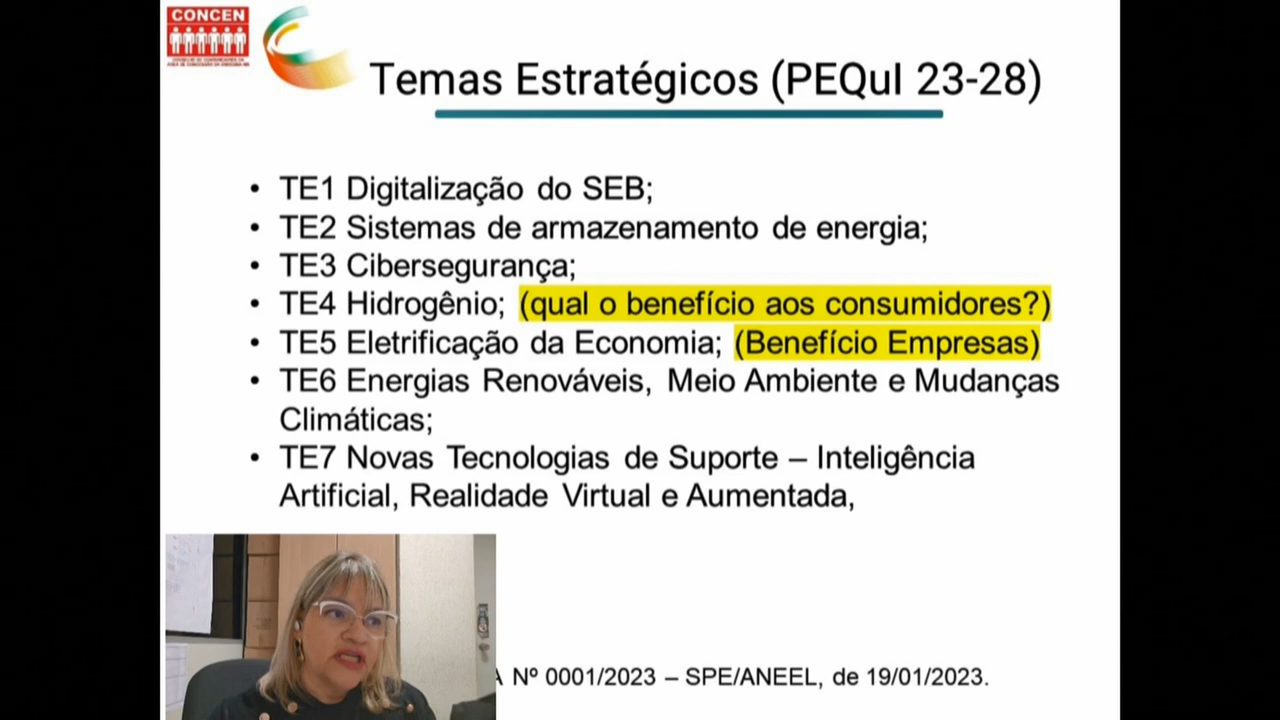 CONCEN
Temas Estratégicos (PEQuI 23-28)
• TE1 Digitalização do SEB;
• TE2 Sistemas de armazenamento de energia;
• TE3 Cibersegurança;
• TE4 Hidrogênio; (qual o benefício aos consumidores?)
• TE5 Eletrificação da Economia; (Benefício Empresas)
• TE6 Energias Renováveis, Meio Ambiente e Mudanças
Climáticas;
• TE7 Novas Tecnologias de Suporte – Inteligência
Artificial, Realidade Virtual e Aumentada,
Nº 0001/2023 – SPE/ANEEL, de 19/01/2023.